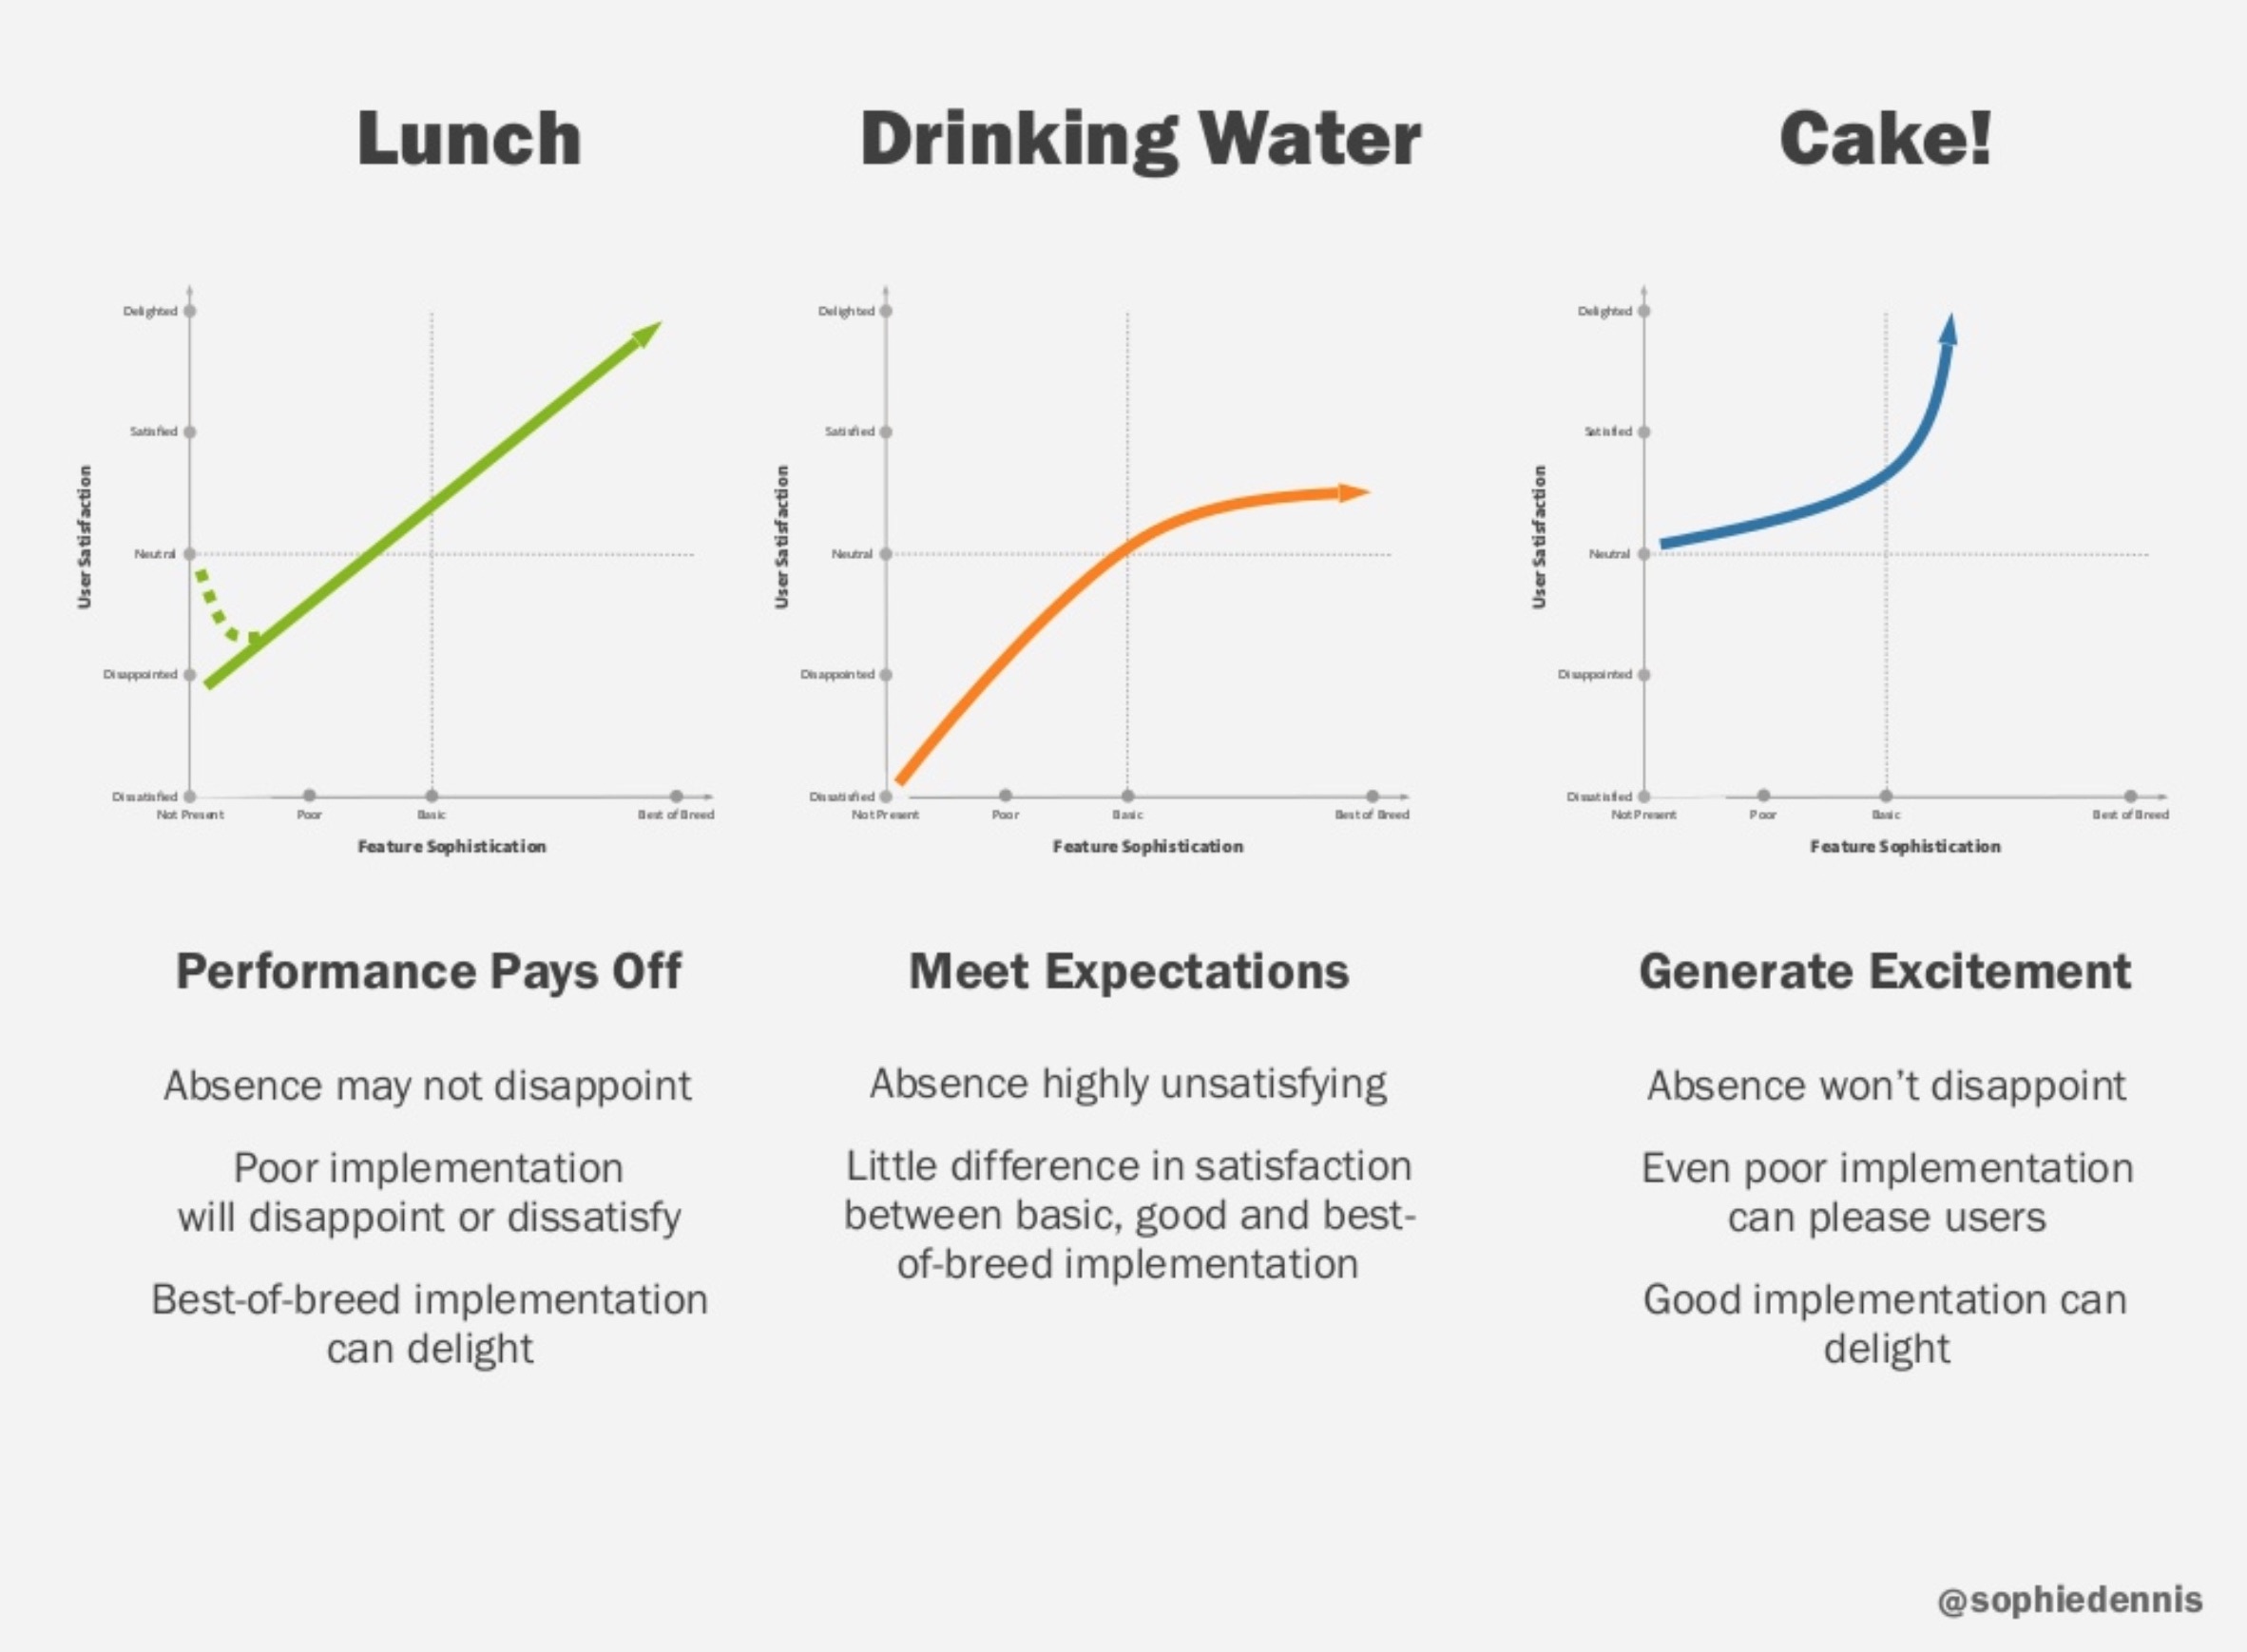 Lunch
Delighted
Satisfied
Neutral
Disappointed
Dissatisfied
User Satisfaction
Not Present
Poor
Basic
Best of Breed
Feature Sophistication
Performance Pays Off
Absence may not disappoint
Poor implementation
will disappoint or dissatisfy
Best-of-breed implementation
can delight
Drinking Water
Delighted
Satisfied
Neutral
Disappointed
Dissatisfied
User Satisfaction
Not Present
Poor
Basic
Best of Breed
Feature Sophistication
Meet Expectations
Absence highly unsatisfying
Little difference in satisfaction
between basic, good and best-
of-breed implementation
Cake!
Delighted
Satisfied
Neutral
Disappointed
Dissatisfied
User Satisfaction
Not Present
Poor
Basic
Best of Breed
Feature Sophistication
Generate Excitement
Absence won’t disappoint
Even poor implementation
can please users
Good implementation can
delight
@sophiedennis